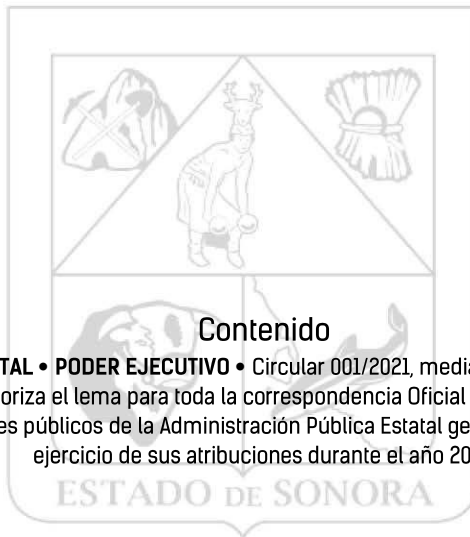 Contenido
TAL • PODER EJECUTIVO • Circular 001/2021, media
oriza el lema para toda la correspondencia Oficial
es públicos de la Administración Pública Estatal ge
ejercicio de sus atribuciones durante el año 20
ESTADO DE SONORA